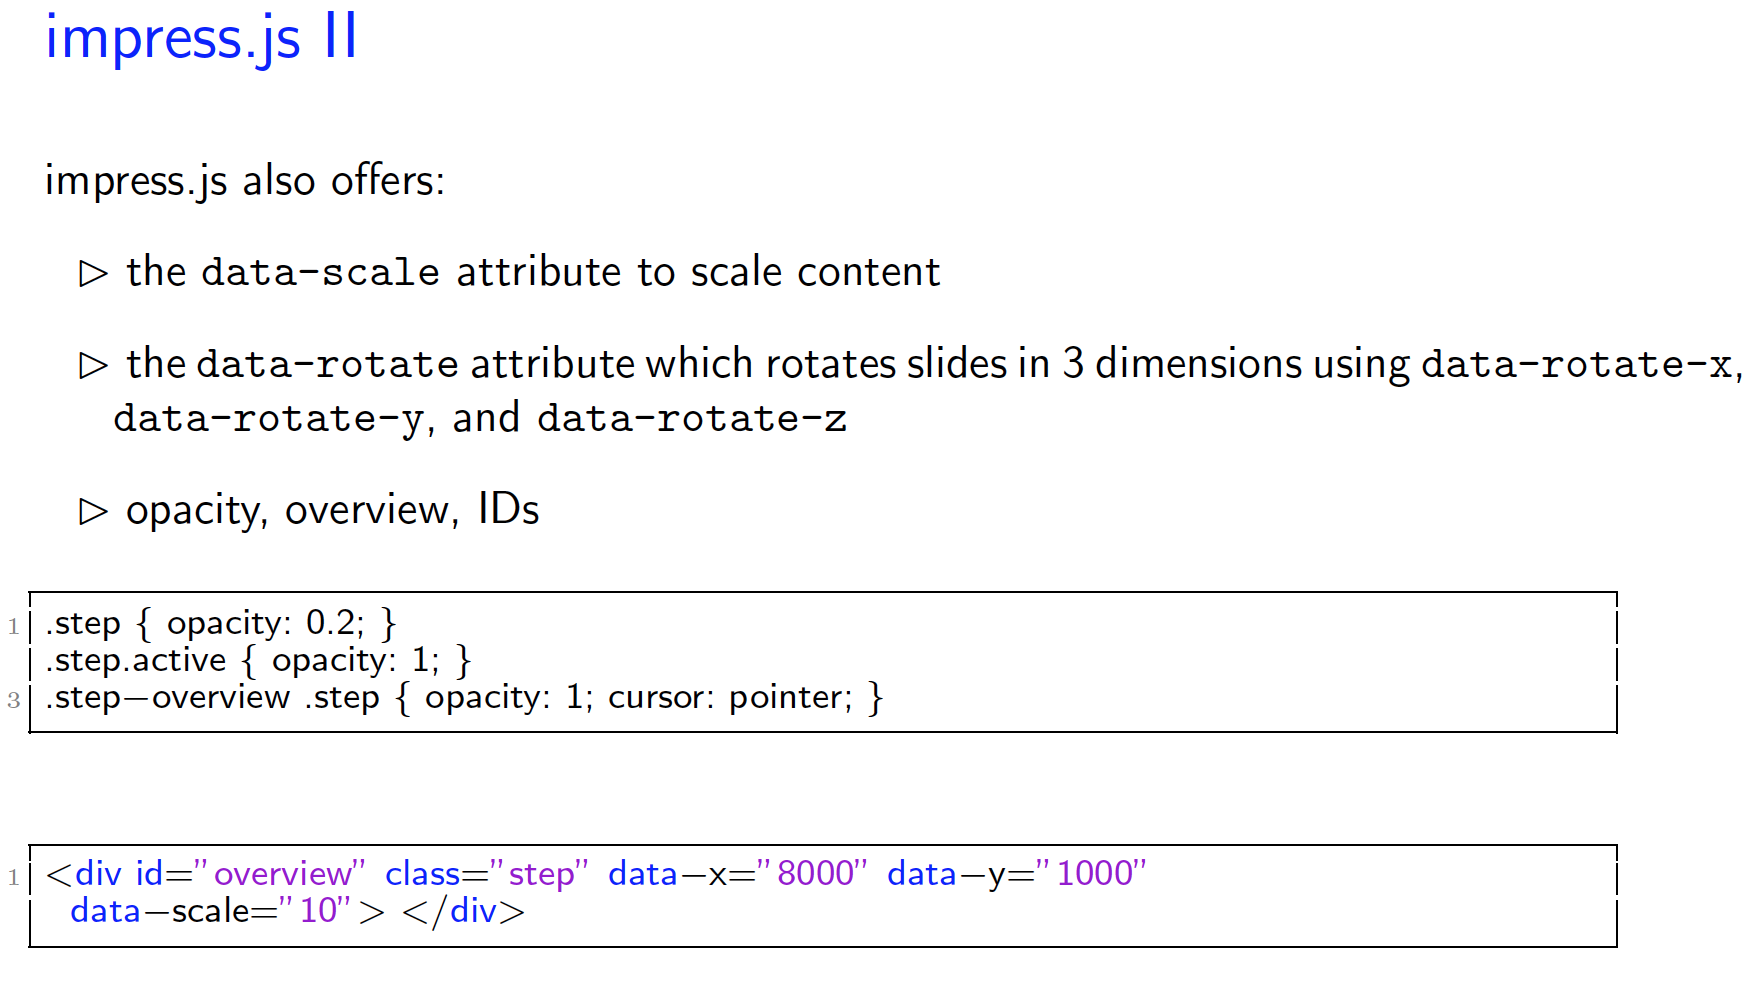 impress.js II
impress.js also offers:
▷ the data-scale attribute to scale content
▷ the data-rotate attribute which rotates slides in 3 dimensions using data-rotate-x,
data-rotate-y, and data-rotate-z
▷ opacity, overview, IDs
1 .step { opacity: 0.2; }
.step.active { opacity: 1; }
3 .step-overview .step { opacity: 1; cursor: pointer; }
1 <div id="overview" class="step" data-x="8000" data-y="1000"
data-scale="10"> </div>